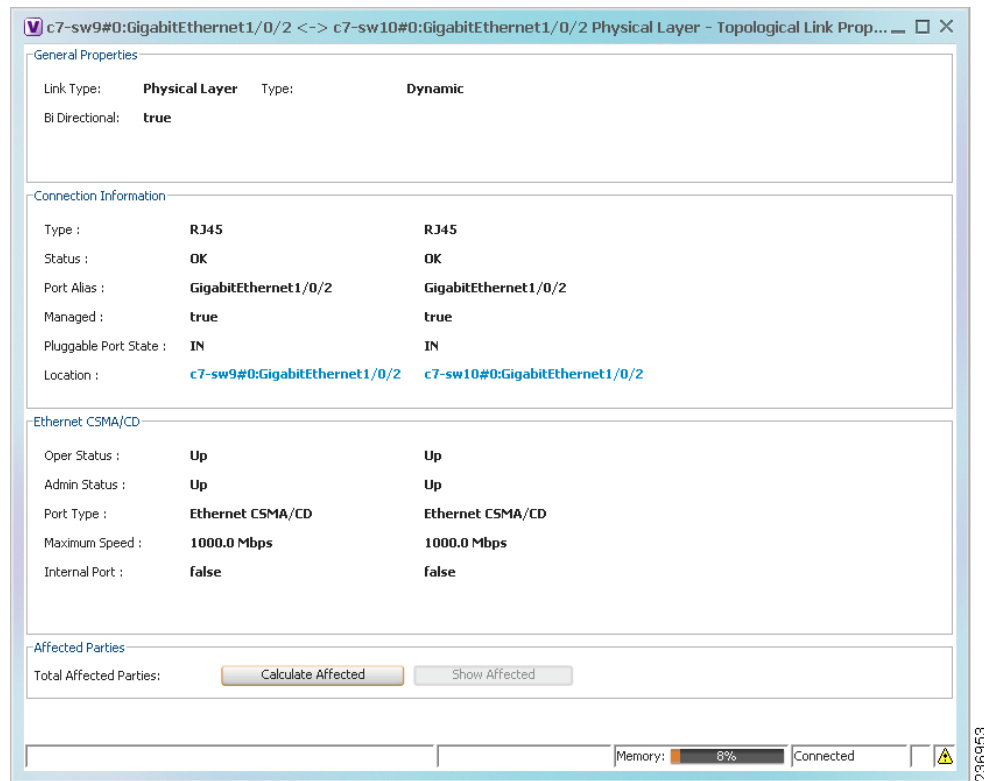 V c7-sw9#0:GigabitEthernet1/0/2 <-> c7-sw10#0:GigabitEthernet1/0/2 Physical Layer - Topological Link Prop...
General Properties
Link Type: Physical Layer Type: Dynamic
Bi Directional: true
Connection Information
Type : RJ45 RJ45
Status : OK OK
Port Alias : GigabitEthernet1/0/2 GigabitEthernet1/0/2
Managed : true true
Pluggable Port State : IN IN
Location : c7-sw9#0:GigabitEthernet1/0/2 c7-sw10#0:GigabitEthernet1/0/2
Ethernet CSMA/CD
Oper Status : Up Up
Admin Status : Up Up
Port Type : Ethernet CSMA/CD Ethernet CSMA/CD
Maximum Speed : 1000.0 Mbps 1000.0 Mbps
Internal Port : false false
Affected Parties
Total Affected Parties: Calculate Affected Show Affected
Memory: 8% Connected
236953